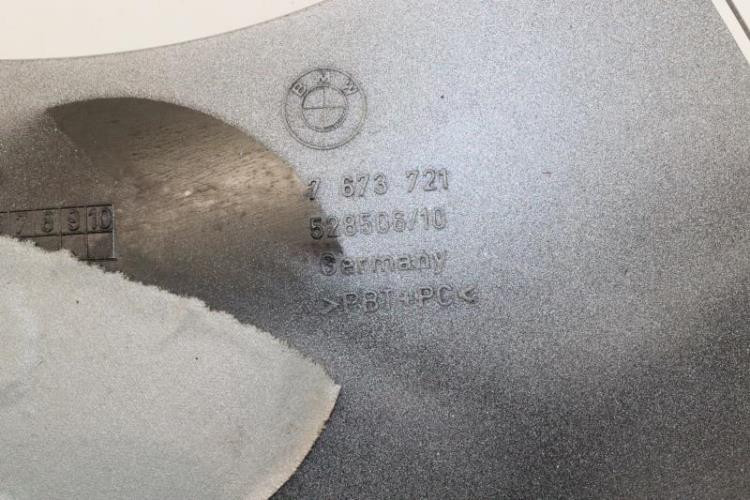 BMW
7 673 721
7 8 9 10
528506/10
Germany
>PBT+PC<